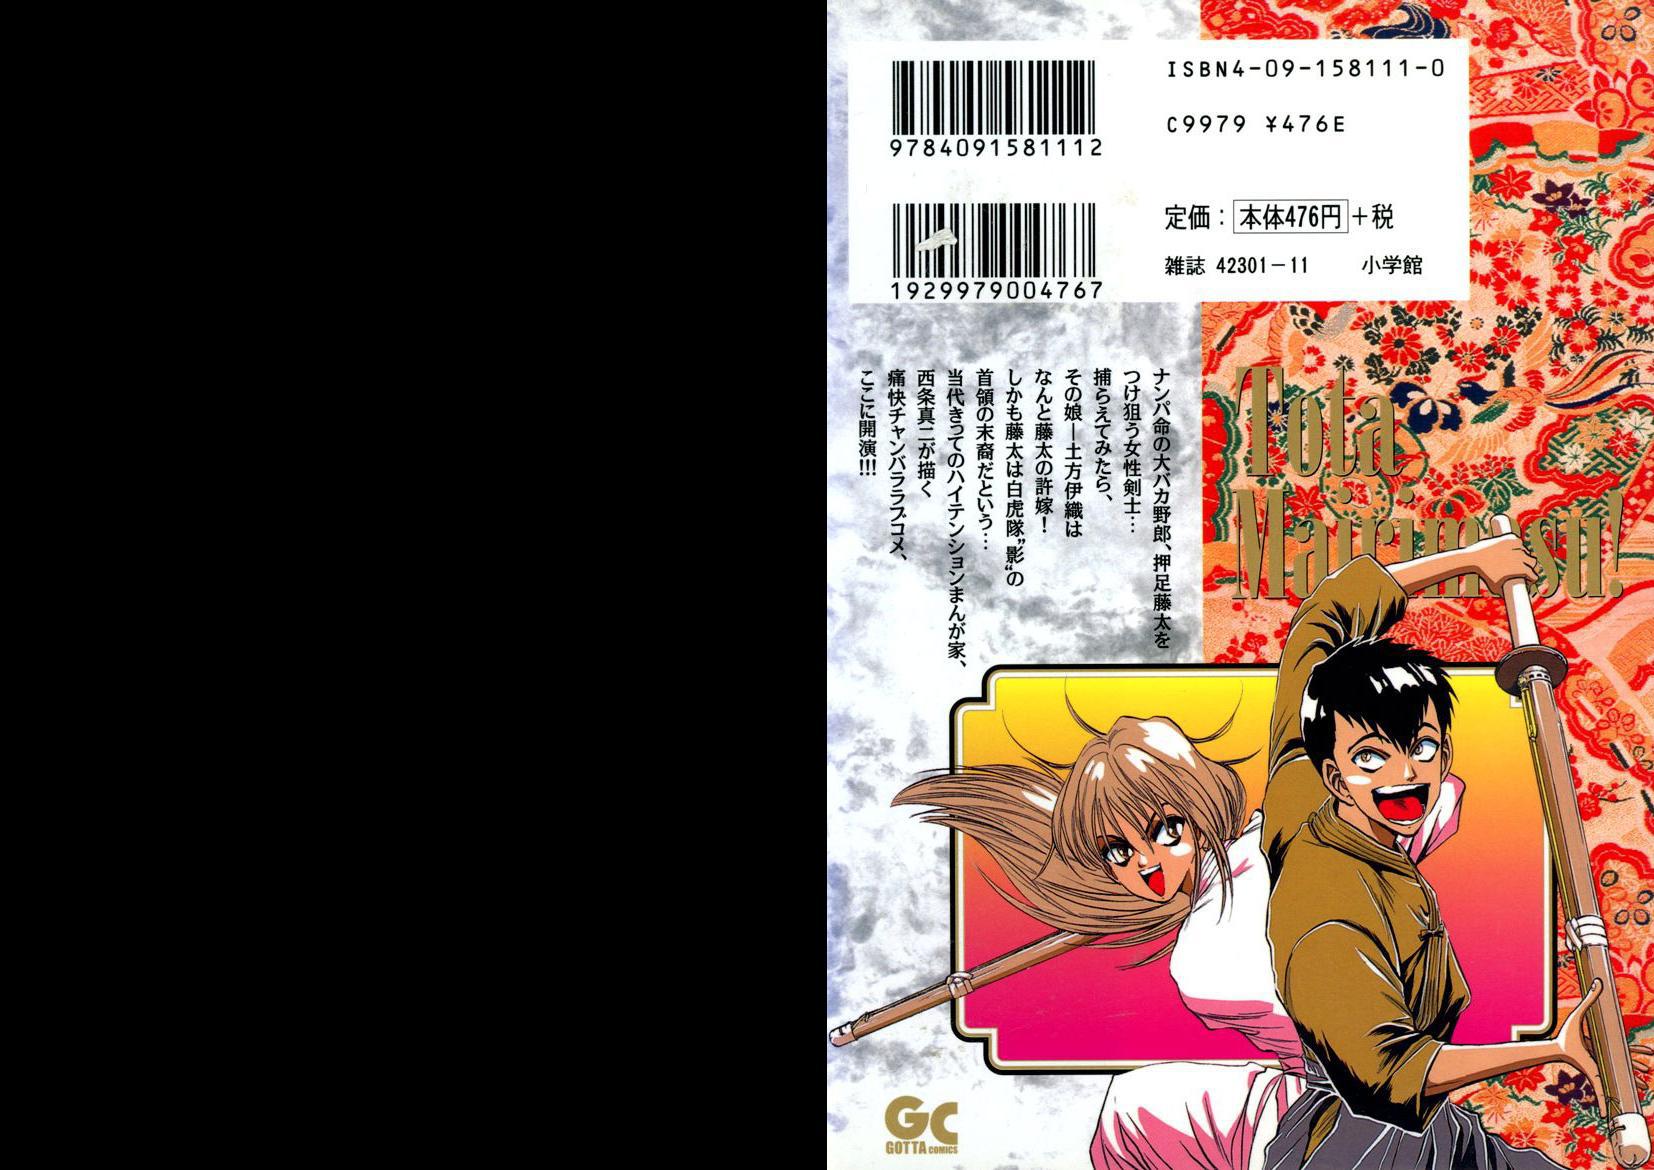 ISBN4-09-158111-0
C9979 ¥476E
9784091581112
定価：本体476円＋税
雑誌 42301－11 小学館
1929979004767
Tota
Mairimasu!
ナンパ命の大バカ野郎、押足藤太を
つけ狙う女性剣士…
捕らえてみたら、
その娘―土方伊織は
なんと藤太の許嫁！
しかも藤太は白虎隊〝影〟の
首領の末裔だという…
当代きってのハイテンションまんが家、
西条真二が描く
痛快チャンバララブコメ、
ここに開演!!!
GC
GOTTA COMICS